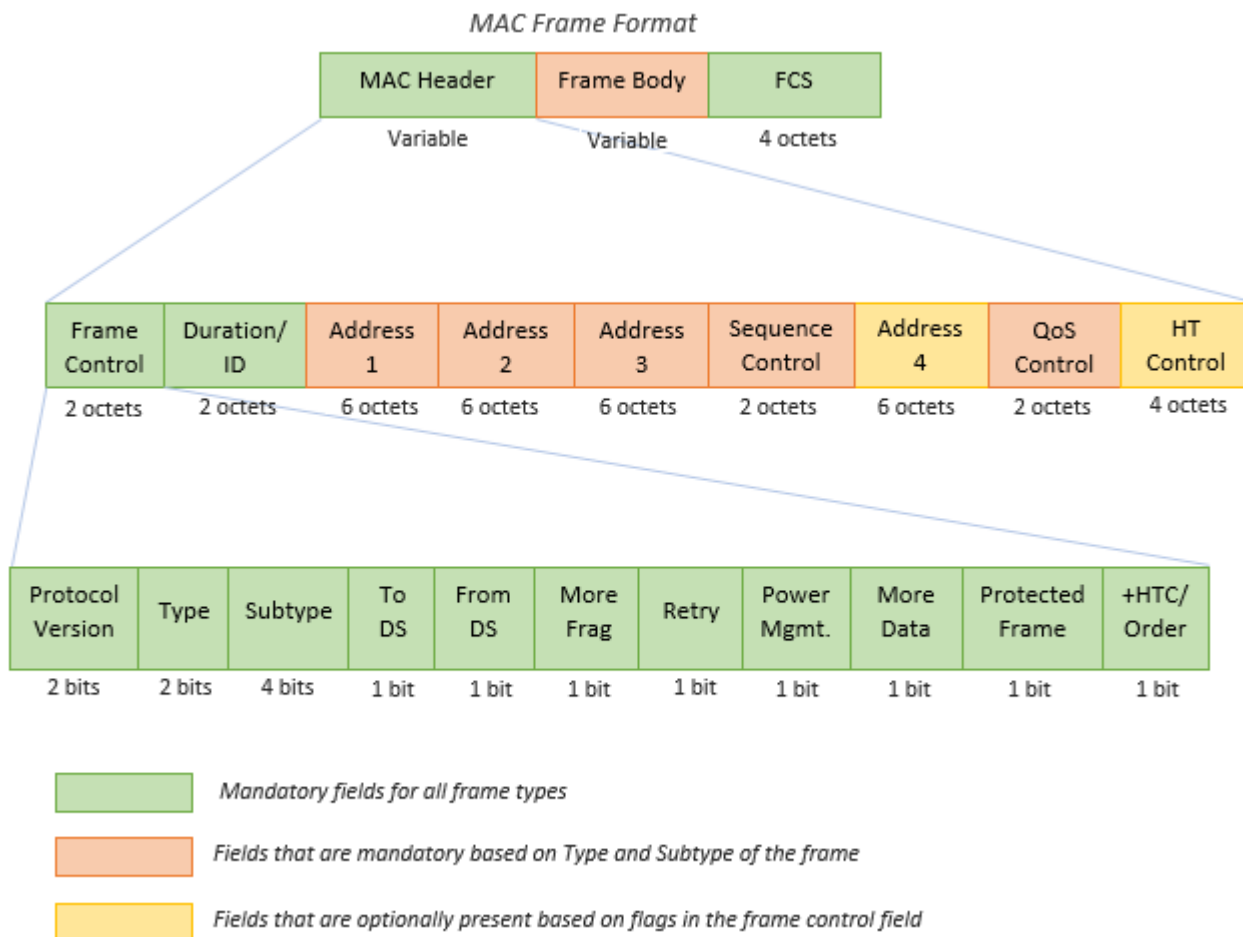 MAC Frame Format
MAC Header Frame Body FCS
Variable Variable 4 octets
Frame Control Duration/ ID Address 1 Address 2 Address 3 Sequence Control Address 4 QoS Control HT Control
2 octets 2 octets 6 octets 6 octets 6 octets 2 octets 6 octets 2 octets 4 octets
Protocol Version Type Subtype To DS From DS More Frag Retry Power Mgmt. More Data Protected Frame +HTC/ Order
2 bits 2 bits 4 bits 1 bit 1 bit 1 bit 1 bit 1 bit 1 bit 1 bit 1 bit
Mandatory fields for all frame types
Fields that are mandatory based on Type and Subtype of the frame
Fields that are optionally present based on flags in the frame control field